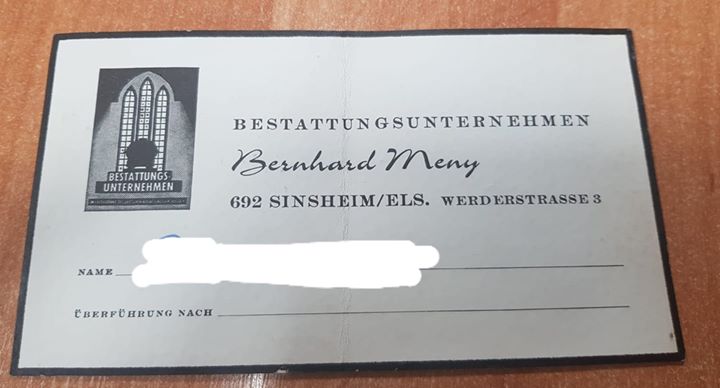 BESTATTUNGS-
UNTERNEHMEN
BESTATTUNGSUNTERNEHMEN
Bernhard Meny
692 SINSHEIM/ELS. WERDERSTRASSE 3
NAME
ÜBERFÜHRUNG NACH